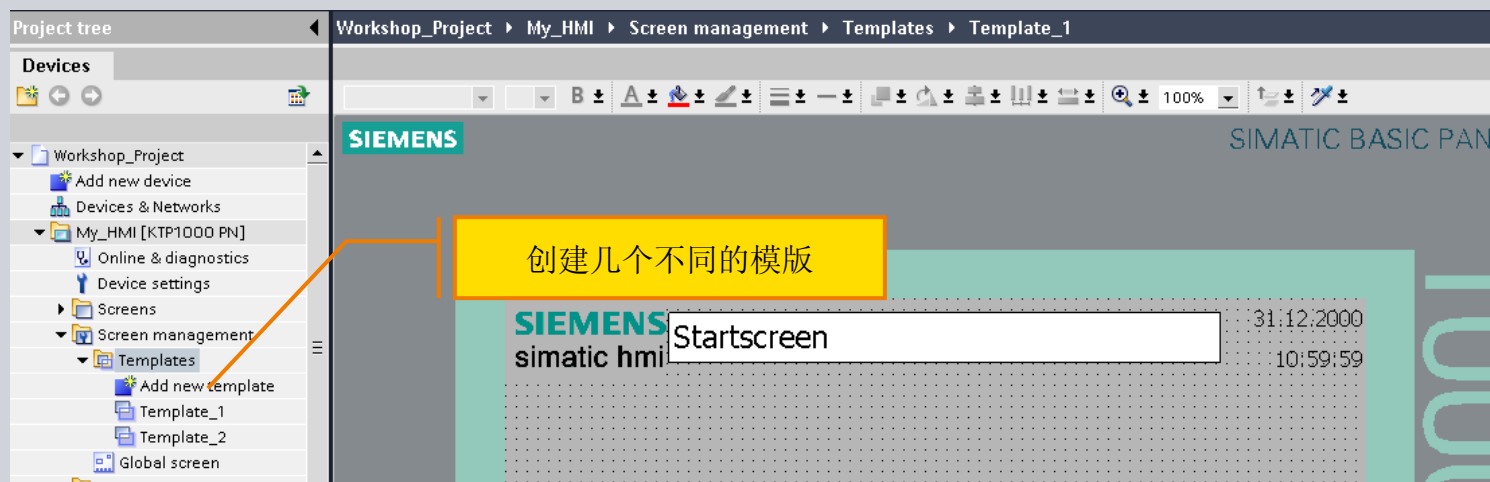 Project tree
Workshop_Project ▸ My_HMI ▸ Screen management ▸ Templates ▸ Template_1
Devices
B
A
100%
Workshop_Project
Add new device
Devices & Networks
My_HMI [KTP1000 PN]
Online & diagnostics
Device settings
Screens
Screen management
Templates
Add new template
Template_1
Template_2
Global screen
SIEMENS
SIMATIC BASIC PAN
创建几个不同的模版
SIEMENS
simatic hmi
Startscreen
31.12.2000
10:59:59